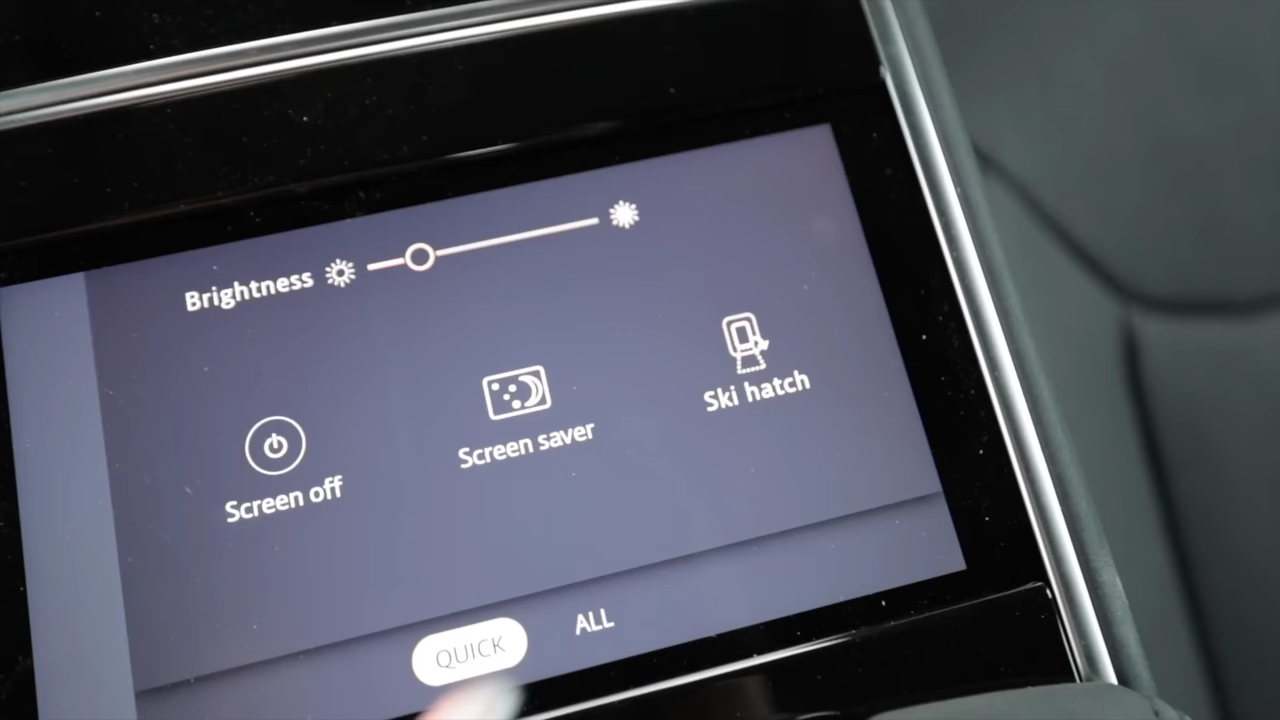 Brightness
Screen off
Screen saver
Ski hatch
QUICK
ALL